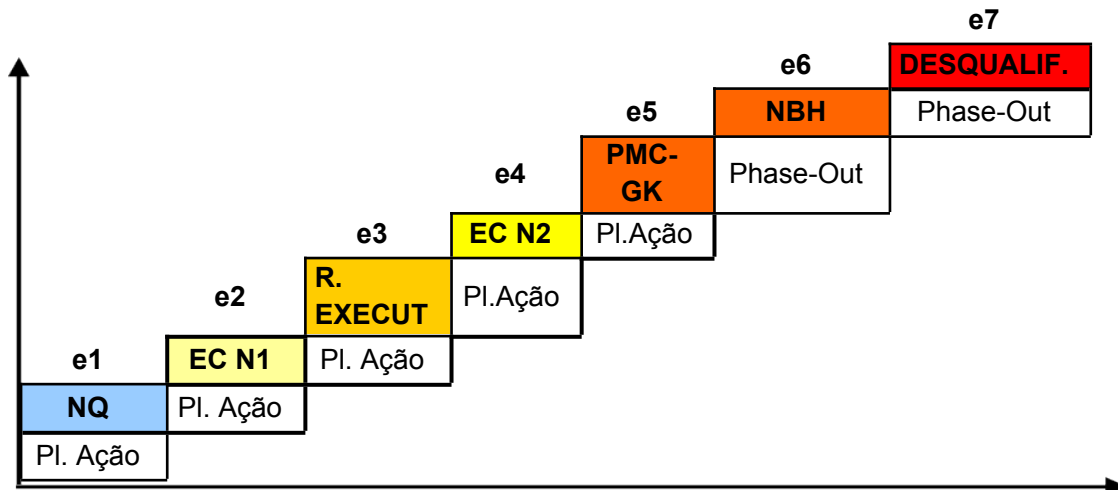 e7
DESQUALIF.
Phase-Out
e6
NBH
Phase-Out
e5
PMC-
GK
Pl.Ação
e4
EC N2
Pl.Ação
e3
R.
EXECUT
Pl. Ação
e2
EC N1
Pl. Ação
e1
NQ
Pl. Ação